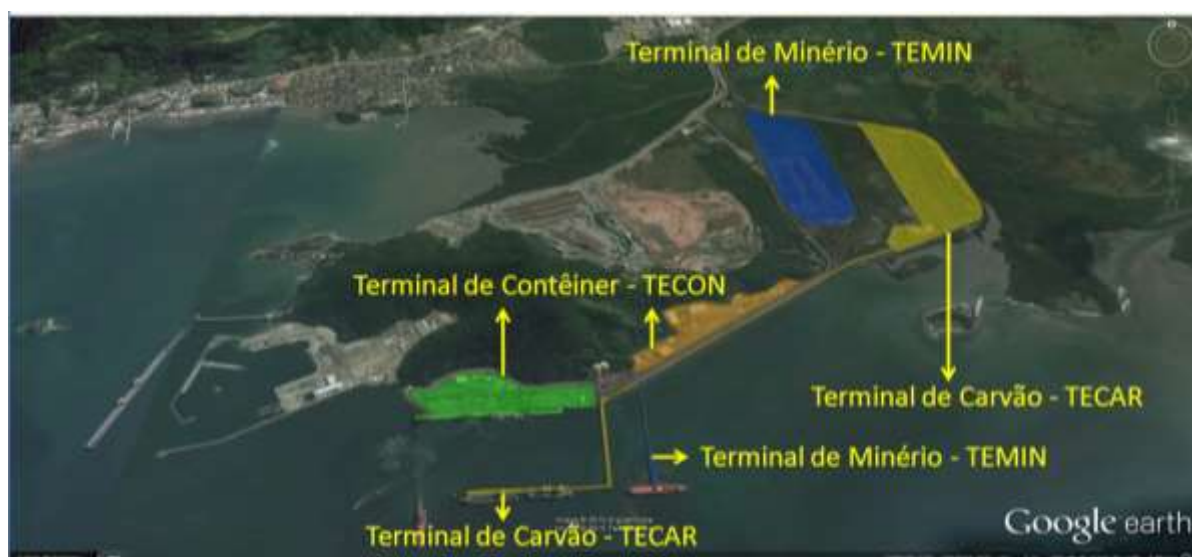 Terminal de Minério - TEMIN
Terminal de Contêiner - TECON
Terminal de Carvão - TECAR
Terminal de Minério - TEMIN
Terminal de Carvão - TECAR
Google earth